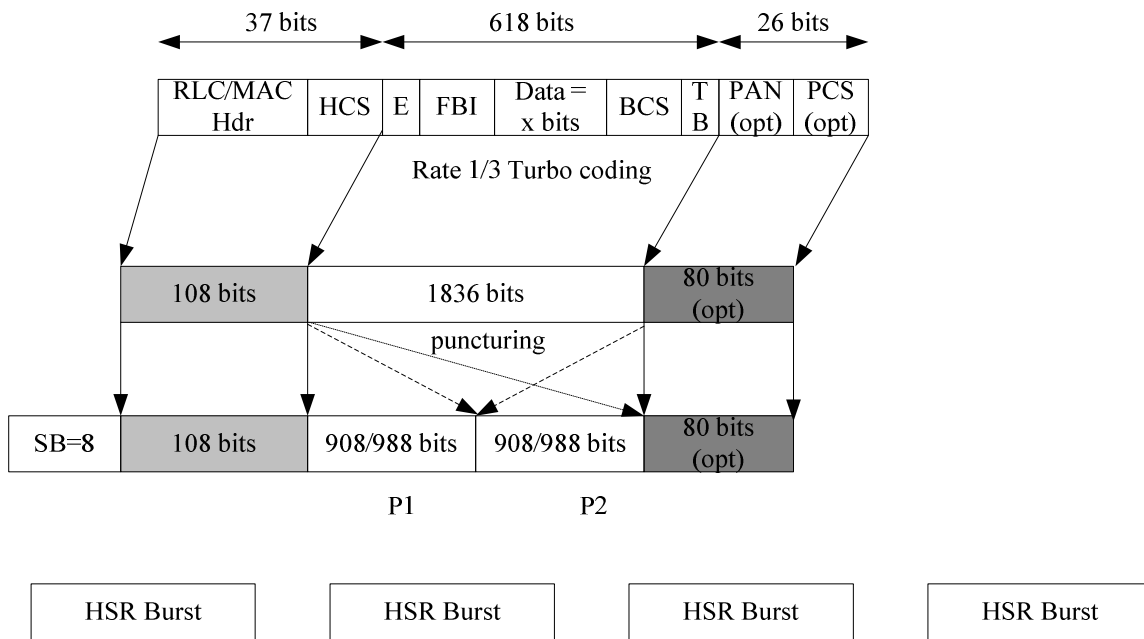 37 bits
618 bits
26 bits
RLC/MAC
Hdr
HCS
E
FBI
Data =
x bits
BCS
T
B
PAN
(opt)
PCS
(opt)
Rate 1/3 Turbo coding
108 bits
1836 bits
80 bits
(opt)
puncturing
SB=8
108 bits
908/988 bits
908/988 bits
80 bits
(opt)
P1
P2
HSR Burst
HSR Burst
HSR Burst
HSR Burst